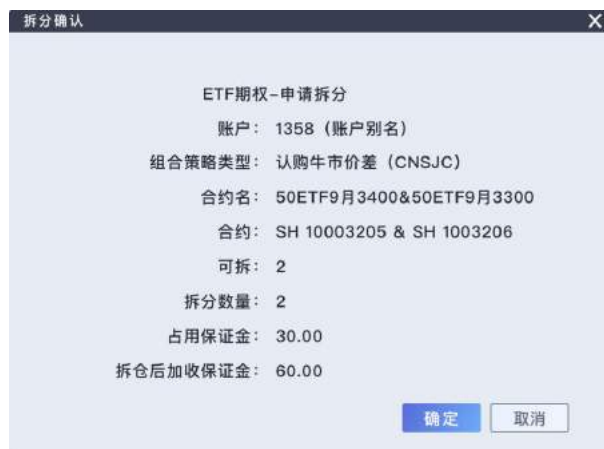 拆分确认
ETF期权-申请拆分
账户： 1358（账户别名）
组合策略类型： 认购牛市价差（CNSJC）
合约名： 50ETF9月3400&50ETF9月3300
合约： SH 10003205 & SH 1003206
可拆： 2
拆分数量： 2
占用保证金： 30.00
拆仓后加收保证金： 60.00
确定 取消